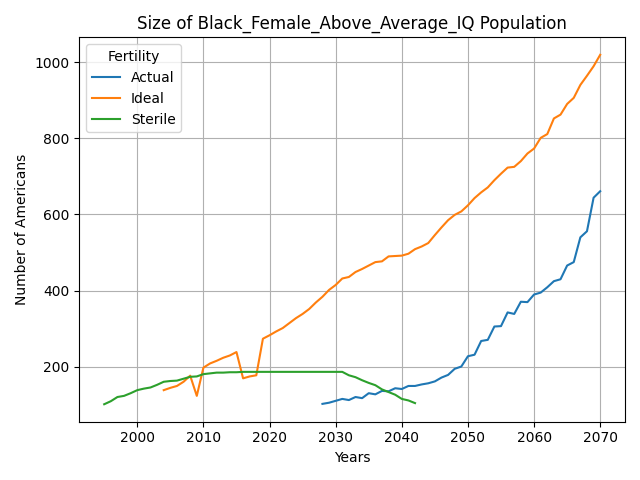 Size of Black_Female_Above_Average_IQ Population
Fertility
Actual
Ideal
Sterile
Number of Americans
1000
800
600
400
200
2000 2010 2020 2030 2040 2050 2060 2070
Years